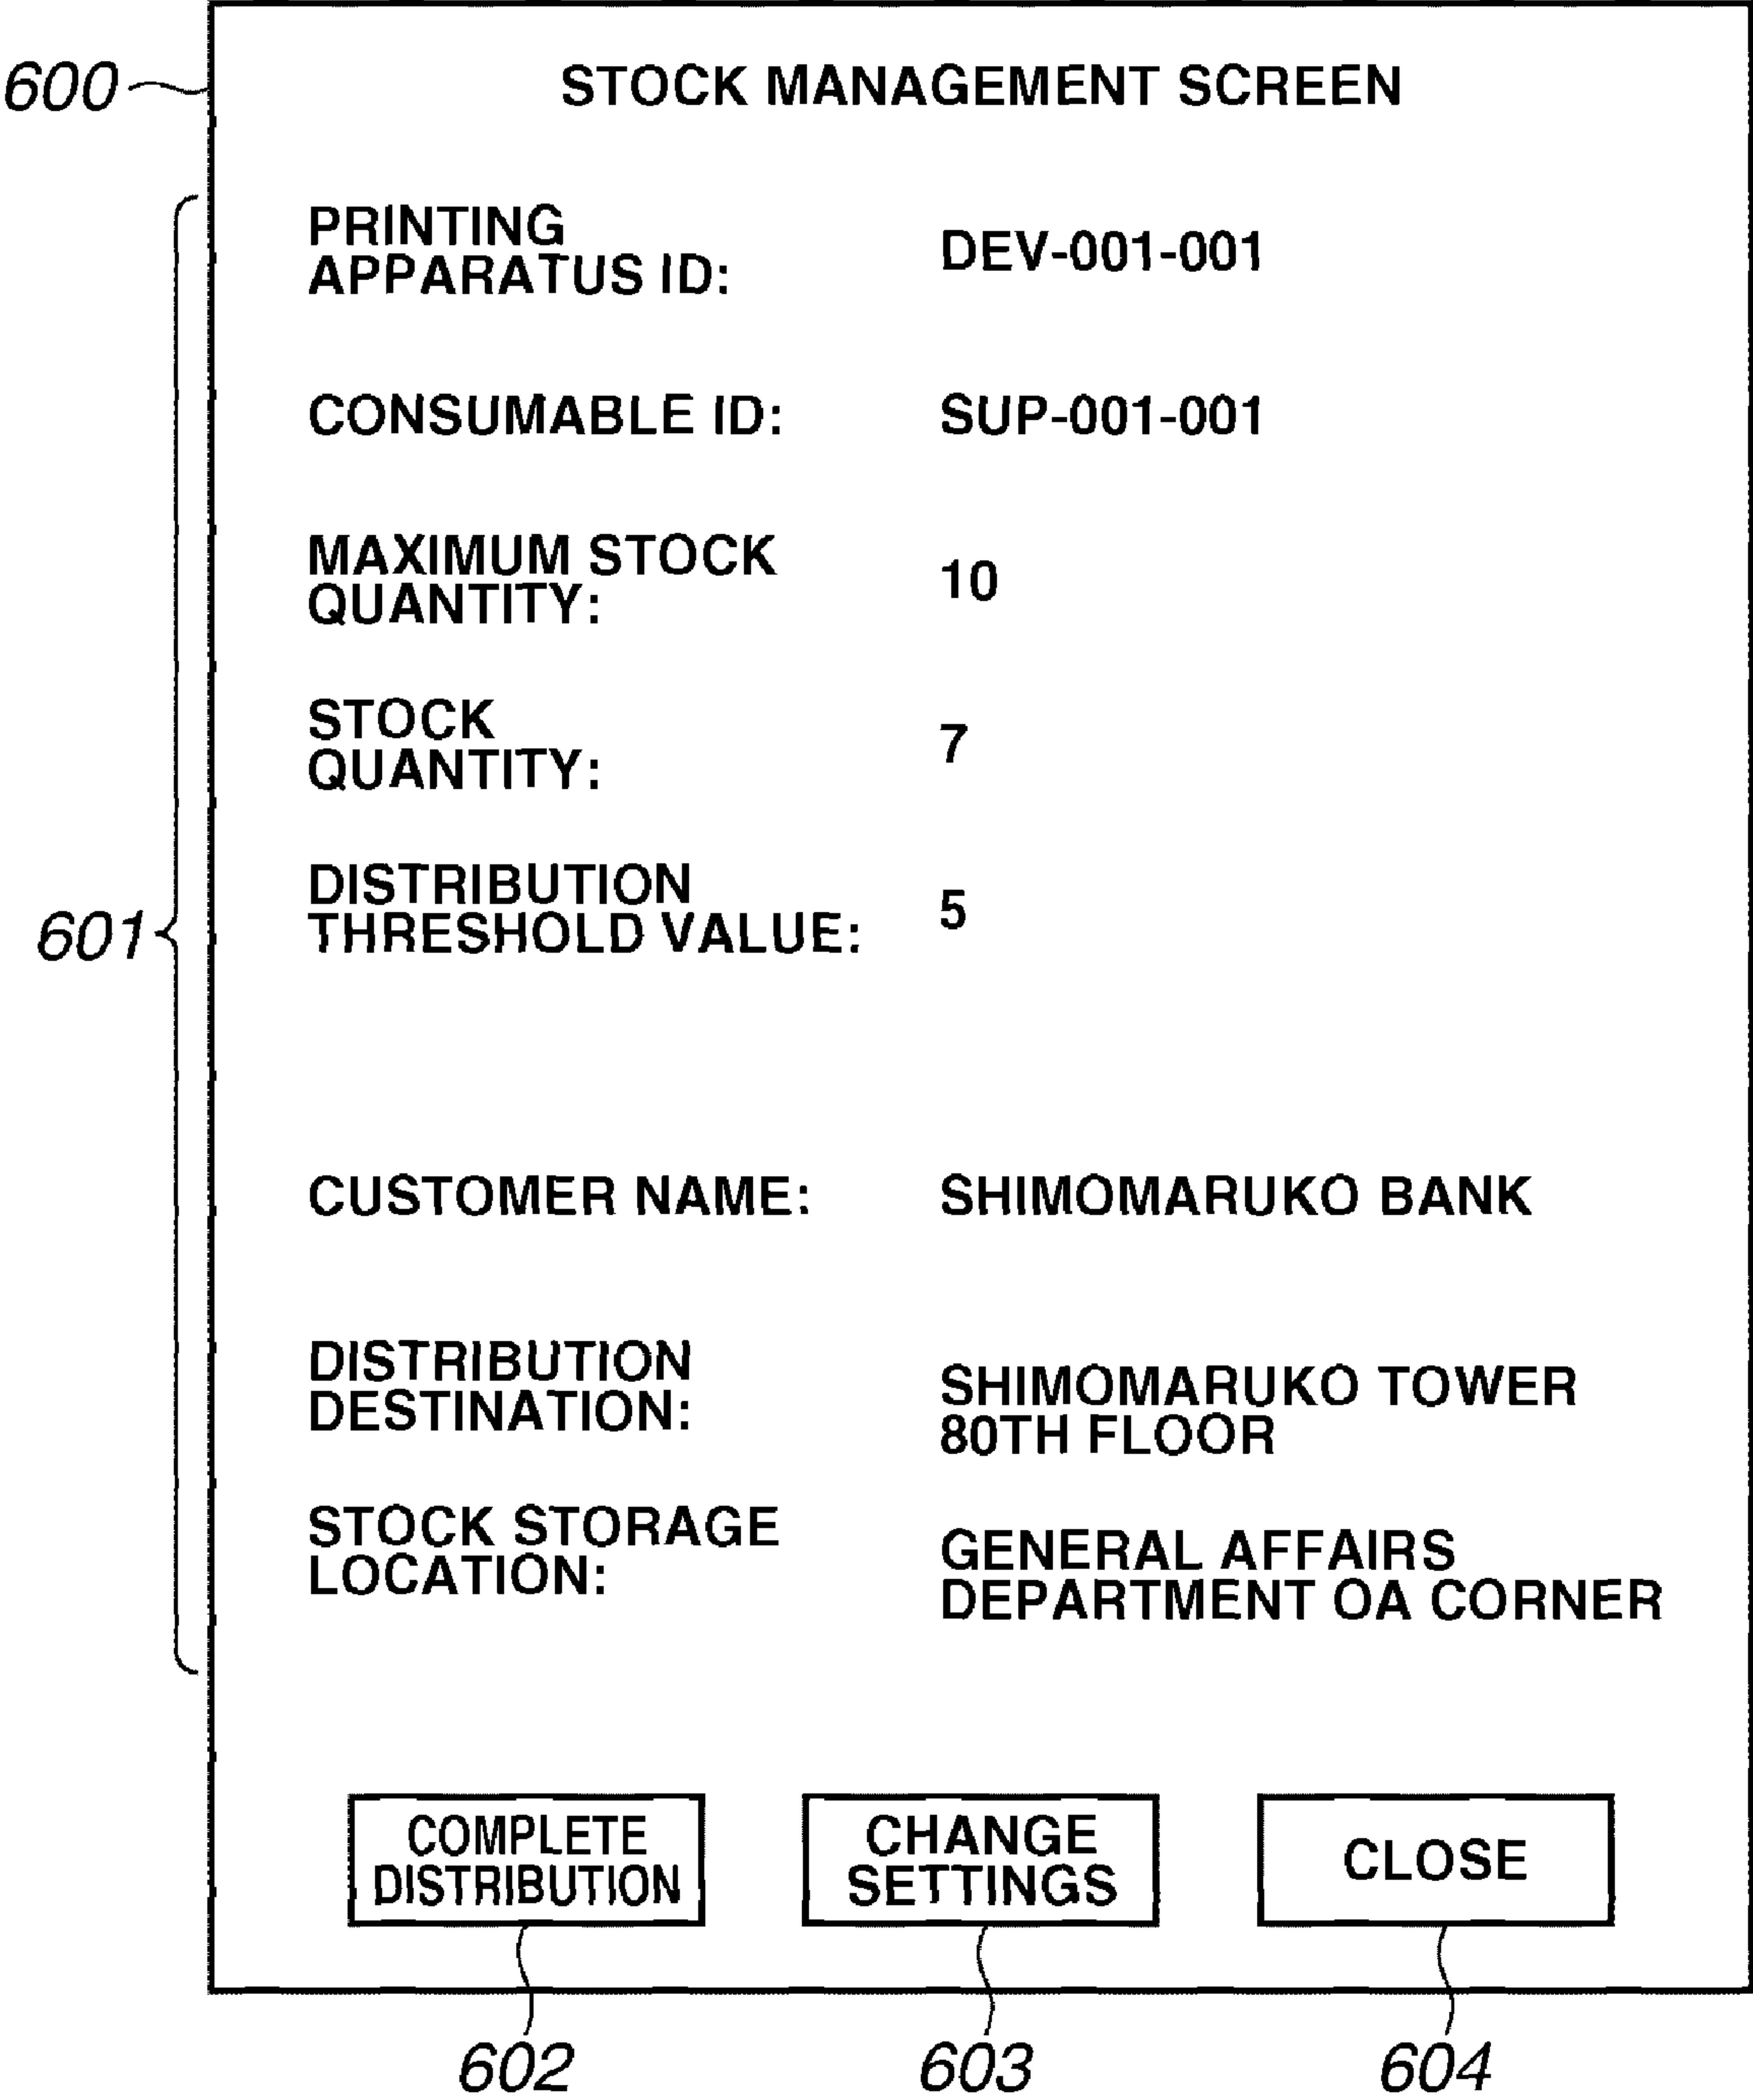 600
STOCK MANAGEMENT SCREEN
PRINTING
APPARATUS ID:
DEV-001-001
CONSUMABLE ID:
SUP-001-001
MAXIMUM STOCK
QUANTITY:
10
STOCK
QUANTITY:
7
DISTRIBUTION
THRESHOLD VALUE:
5
601
CUSTOMER NAME:
SHIMOMARUKO BANK
DISTRIBUTION
DESTINATION:
SHIMOMARUKO TOWER
80TH FLOOR
STOCK STORAGE
LOCATION:
GENERAL AFFAIRS
DEPARTMENT OA CORNER
COMPLETE
DISTRIBUTION
CHANGE
SETTINGS
CLOSE
602
603
604